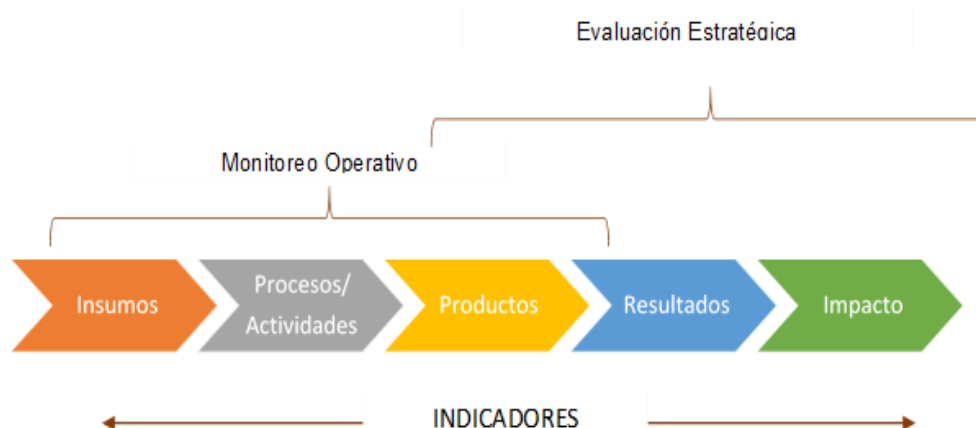 Evaluación Estratégica
Monitoreo Operativo
Insumos
Procesos/
Actividades
Productos
Resultados
Impacto
INDICADORES